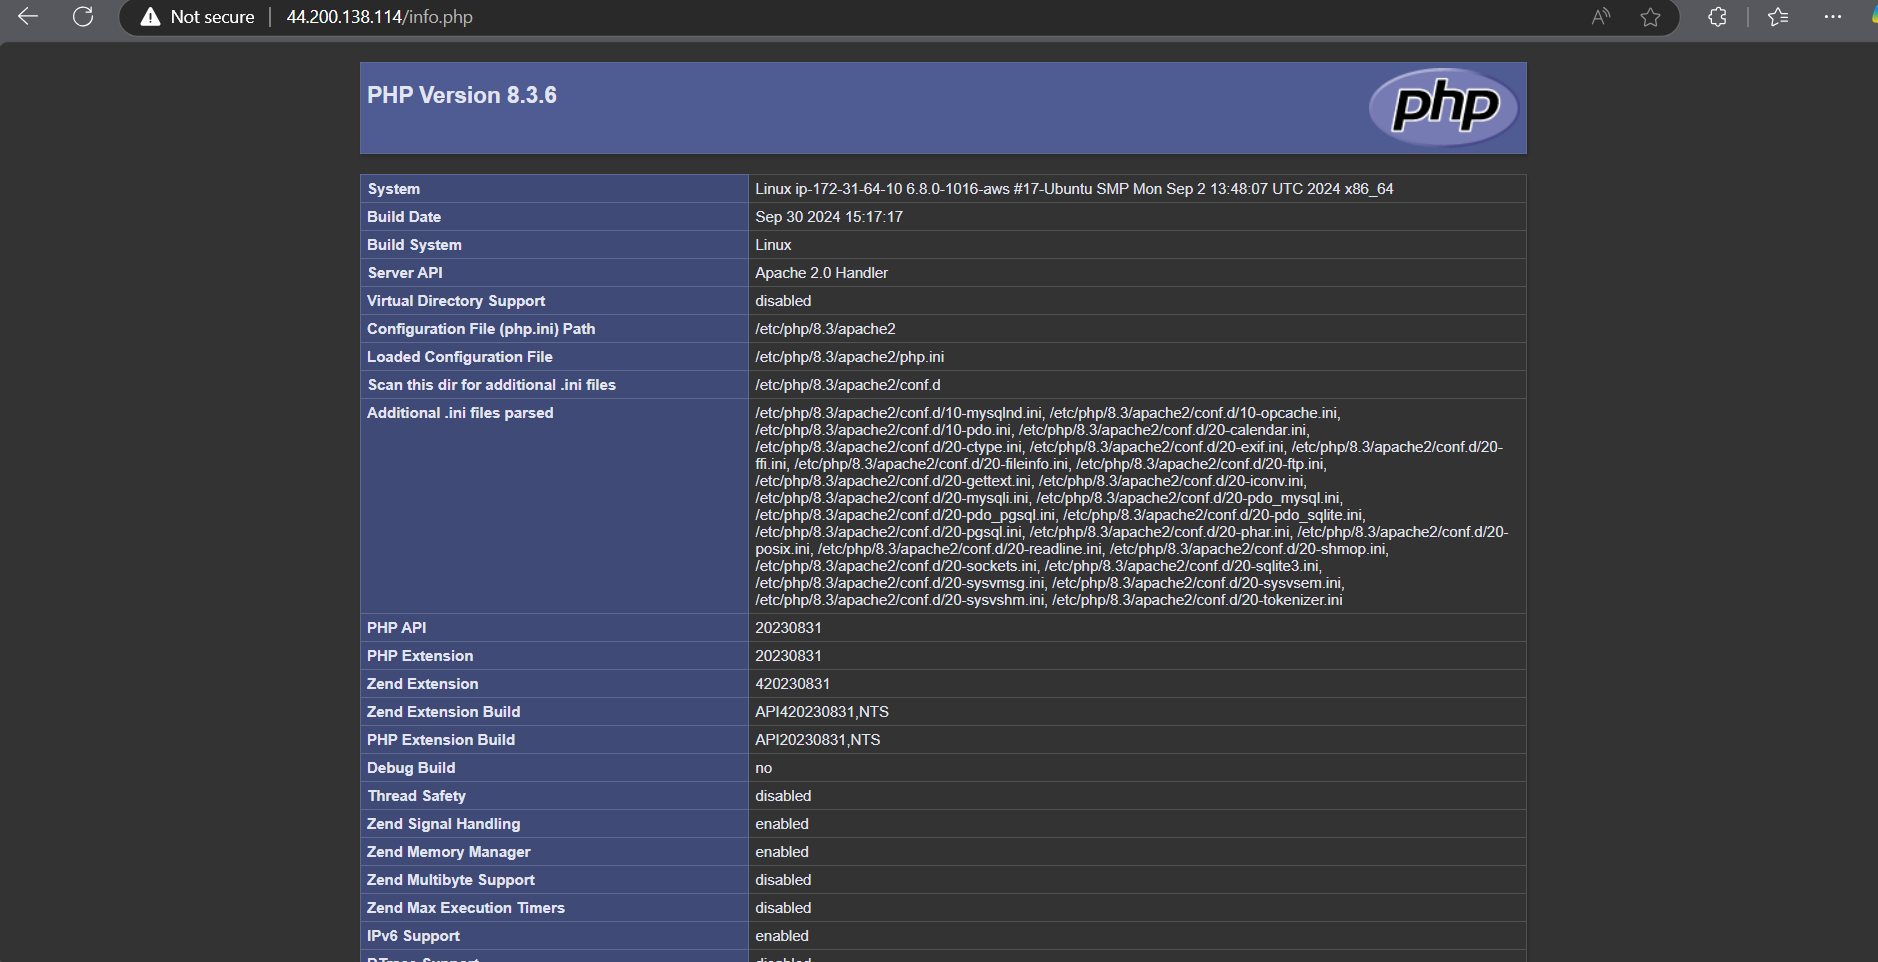 Not secure | 44.200.138.114/info.php
PHP Version 8.3.6
php
System Linux ip-172-31-64-10 6.8.0-1016-aws #17-Ubuntu SMP Mon Sep 2 13:48:07 UTC 2024 x86_64
Build Date Sep 30 2024 15:17:17
Build System Linux
Server API Apache 2.0 Handler
Virtual Directory Support disabled
Configuration File (php.ini) Path /etc/php/8.3/apache2
Loaded Configuration File /etc/php/8.3/apache2/php.ini
Scan this dir for additional .ini files /etc/php/8.3/apache2/conf.d
Additional .ini files parsed /etc/php/8.3/apache2/conf.d/10-mysqlnd.ini, /etc/php/8.3/apache2/conf.d/10-opcache.ini,
/etc/php/8.3/apache2/conf.d/10-pdo.ini, /etc/php/8.3/apache2/conf.d/20-calendar.ini,
/etc/php/8.3/apache2/conf.d/20-ctype.ini, /etc/php/8.3/apache2/conf.d/20-exif.ini, /etc/php/8.3/apache2/conf.d/20-
ffi.ini, /etc/php/8.3/apache2/conf.d/20-fileinfo.ini, /etc/php/8.3/apache2/conf.d/20-ftp.ini,
/etc/php/8.3/apache2/conf.d/20-gettext.ini, /etc/php/8.3/apache2/conf.d/20-iconv.ini,
/etc/php/8.3/apache2/conf.d/20-mysqli.ini, /etc/php/8.3/apache2/conf.d/20-pdo_mysql.ini,
/etc/php/8.3/apache2/conf.d/20-pdo_pgsql.ini, /etc/php/8.3/apache2/conf.d/20-pdo_sqlite.ini,
/etc/php/8.3/apache2/conf.d/20-pgsql.ini, /etc/php/8.3/apache2/conf.d/20-phar.ini, /etc/php/8.3/apache2/conf.d/20-
posix.ini, /etc/php/8.3/apache2/conf.d/20-readline.ini, /etc/php/8.3/apache2/conf.d/20-shmop.ini,
/etc/php/8.3/apache2/conf.d/20-sockets.ini, /etc/php/8.3/apache2/conf.d/20-sqlite3.ini,
/etc/php/8.3/apache2/conf.d/20-sysvmsg.ini, /etc/php/8.3/apache2/conf.d/20-sysvsem.ini,
/etc/php/8.3/apache2/conf.d/20-sysvshm.ini, /etc/php/8.3/apache2/conf.d/20-tokenizer.ini
PHP API 20230831
PHP Extension 20230831
Zend Extension 420230831
Zend Extension Build API420230831,NTS
PHP Extension Build API20230831,NTS
Debug Build no
Thread Safety disabled
Zend Signal Handling enabled
Zend Memory Manager enabled
Zend Multibyte Support disabled
Zend Max Execution Timers disabled
IPv6 Support enabled